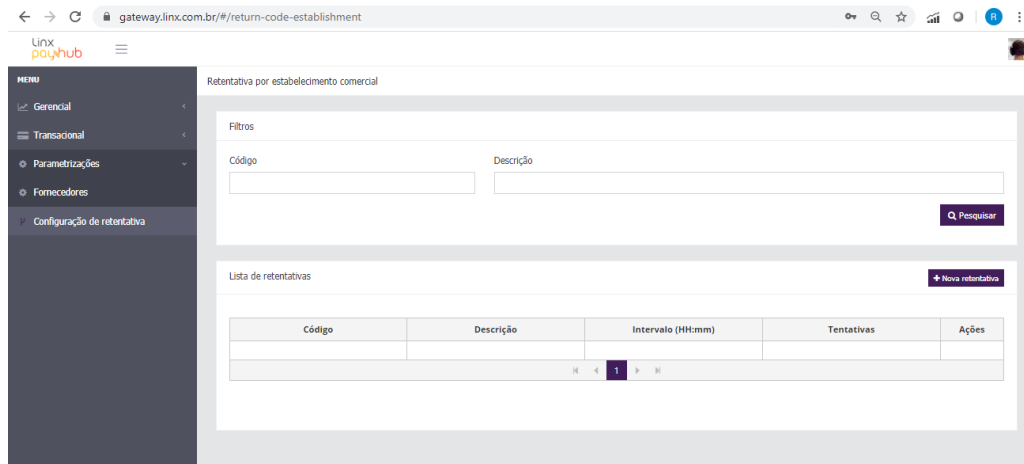 gateway.linx.com.br/#/return-code-establishment
R
Linx
payhub
MENU
Retentativa por estabelecimento comercial
Gerencial
Transacional
Parametrizações
Fornecedores
Configuração de retentativa
Filtros
Código Descrição
Pesquisar
Lista de retentativas
+ Nova retentativa
Código Descrição Intervalo (HH:mm) Tentativas Ações
1